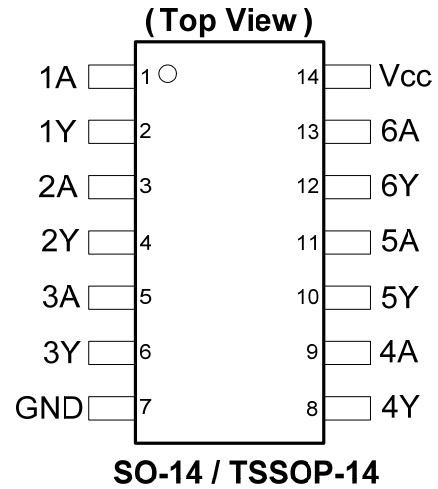 (Top View)
1A 1 14 Vcc
1Y 2 13 6A
2A 3 12 6Y
2Y 4 11 5A
3A 5 10 5Y
3Y 6 9 4A
GND 7 8 4Y
SO-14 / TSSOP-14